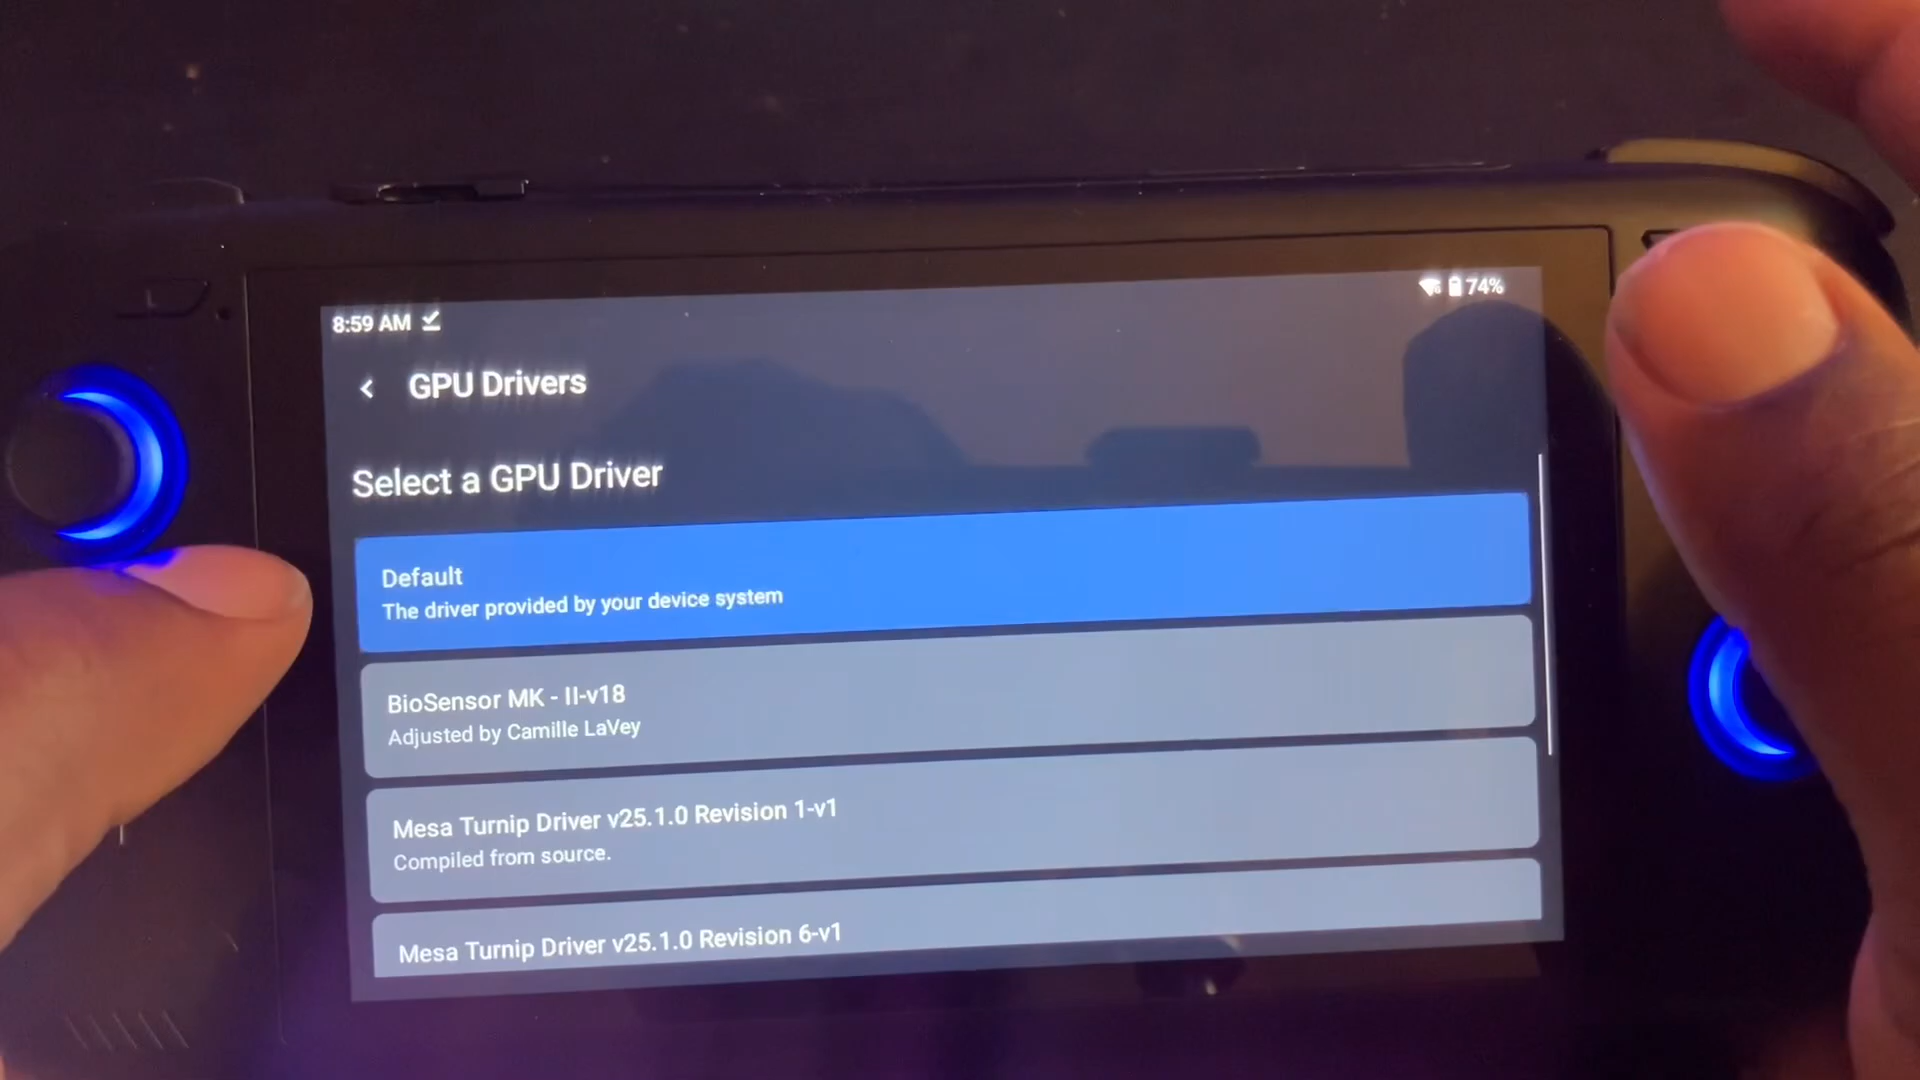 8:59 AM
74%
GPU Drivers
Select a GPU Driver
Default
The driver provided by your device system
BioSensor MK - II-v18
Adjusted by Camille LaVey
Mesa Turnip Driver v25.1.0 Revision 1-v1
Compiled from source.
Mesa Turnip Driver v25.1.0 Revision 6-v1